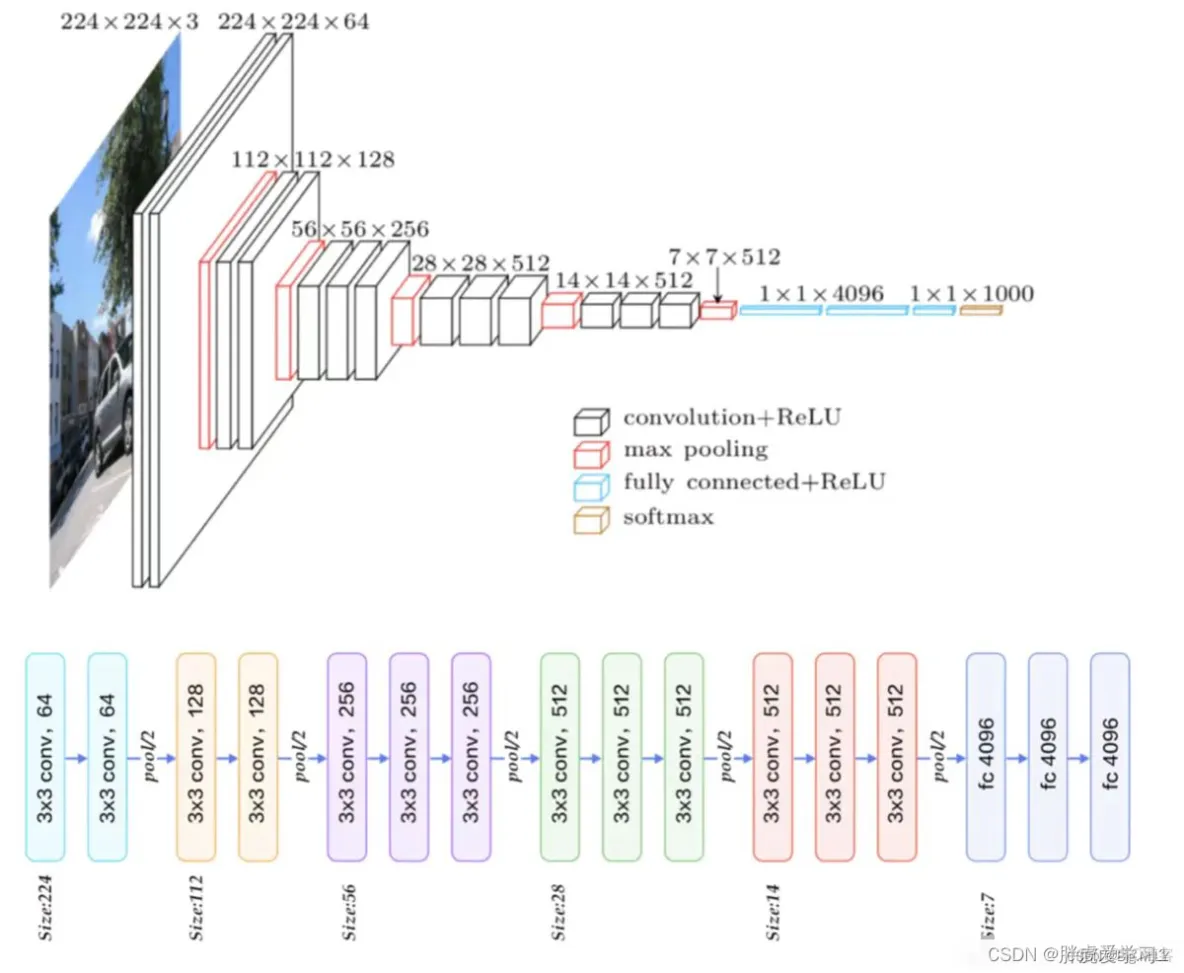 224×224×3 224×224×64
112×112×128
56×56×256
28×28×512
14×14×512
7×7×512
1×1×4096 1×1×1000
convolution+ReLU
max pooling
fully connected+ReLU
softmax
3x3 conv, 64
3x3 conv, 64
pool/2
3x3 conv, 128
3x3 conv, 128
pool/2
3x3 conv, 256
3x3 conv, 256
3x3 conv, 256
pool/2
3x3 conv, 512
3x3 conv, 512
3x3 conv, 512
pool/2
3x3 conv, 512
3x3 conv, 512
3x3 conv, 512
pool/2
fc 4096
fc 4096
fc 4096
Size:224
Size:112
Size:56
Size:28
Size:14
Size:7
CSDN